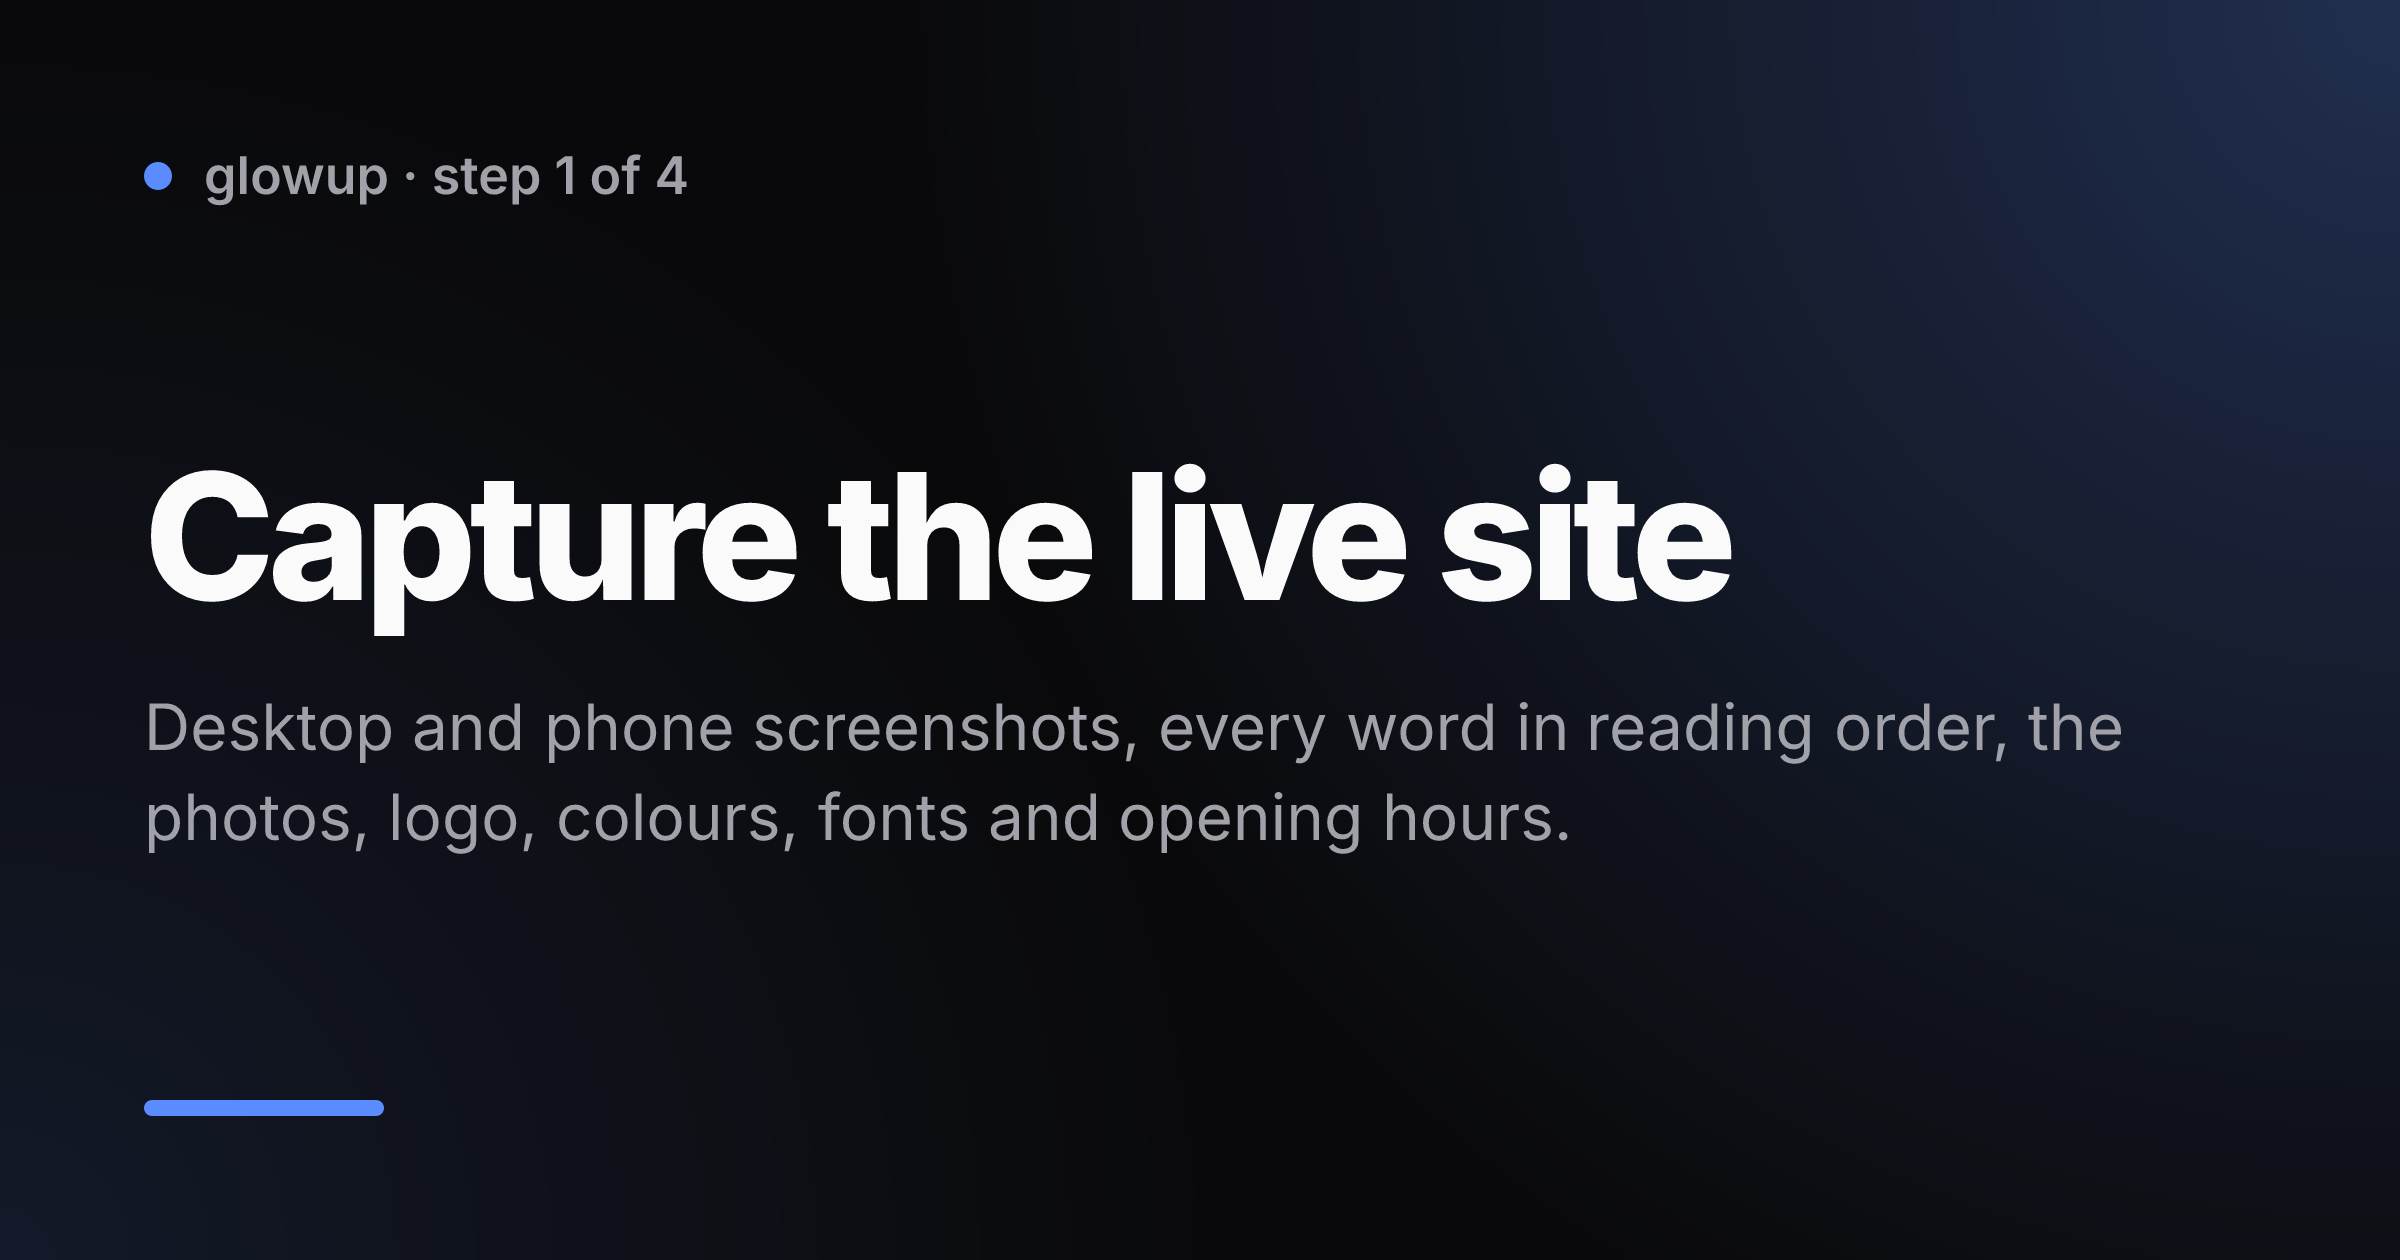 glowup · step 1 of 4
Capture the live site
Desktop and phone screenshots, every word in reading order, the
photos, logo, colours, fonts and opening hours.